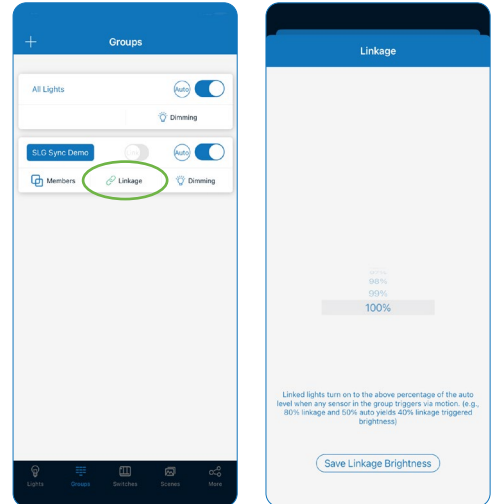 Groups
All Lights
Auto
Dimming
SLG Sync Demo
Auto
Members
Linkage
Dimming
Lights
Groups
Switches
Scenes
More
Linkage
98%
99%
100%
Linked lights turn on to the above percentage of the auto
level when any sensor in the group triggers via motion. (e.g.,
80% linkage and 50% auto yields 40% linkage triggered
brightness)
Save Linkage Brightness